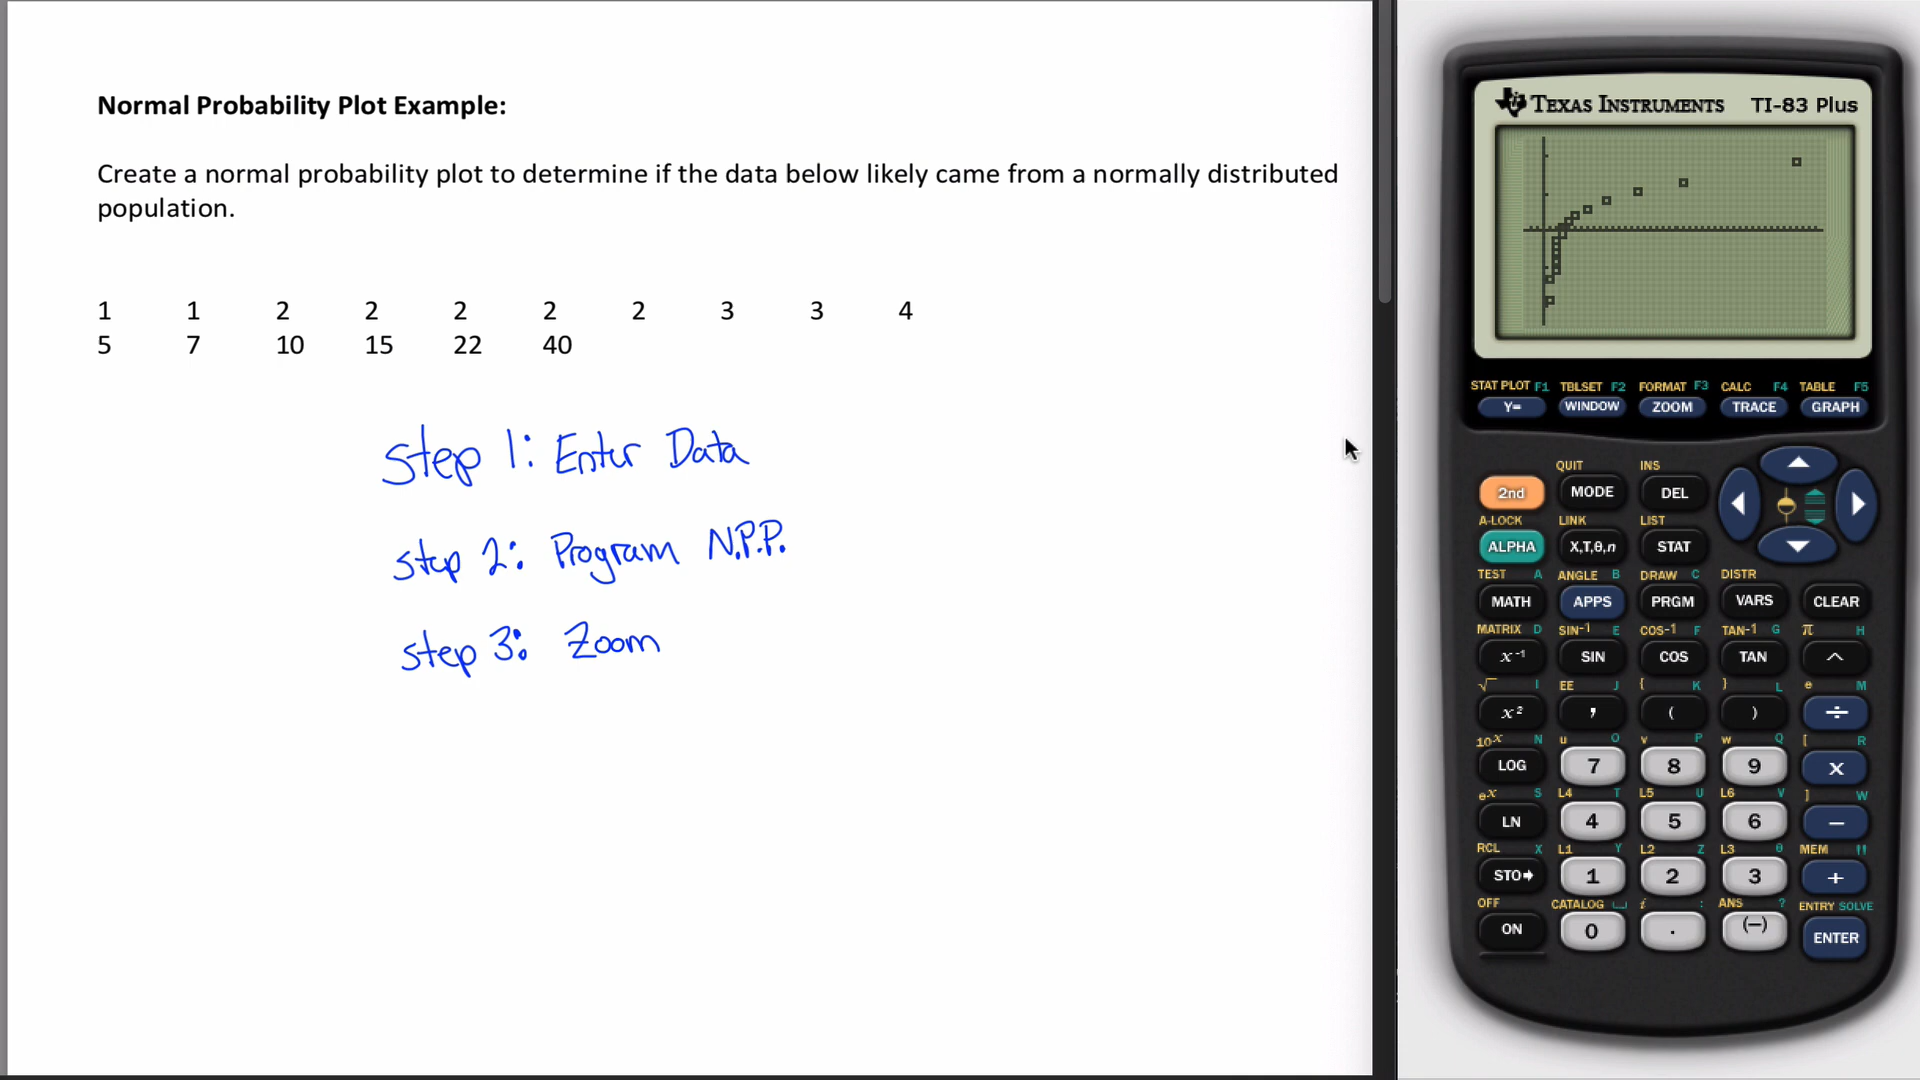 Normal Probability Plot Example:
Create a normal probability plot to determine if the data below likely came from a normally distributed
population.
1 1 2 2 2 2 2 3 3 4
5 7 10 15 22 40
Step 1: Enter Data
step 2: Program N.P.P.
step 3: Zoom
TEXAS INSTRUMENTS TI-83 Plus
STAT PLOT F1 TBLSET F2 FORMAT F3 CALC F4 TABLE F5
Y= WINDOW ZOOM TRACE GRAPH
QUIT INS
2nd MODE DEL
A-LOCK LINK LIST
ALPHA X,T,θ,n STAT
TEST A ANGLE B DRAW C DISTR
MATH APPS PRGM VARS CLEAR
MATRIX D SIN⁻¹ E COS⁻¹ F TAN⁻¹ G π H
x⁻¹ SIN COS TAN ^
√ I EE J { K } L e M
x² , ( ) ÷
10ˣ N u O v P w Q [ R
LOG 7 8 9 x
eˣ S L4 T L5 U L6 V ] W
LN 4 5 6 −
RCL X L1 Y L2 Z L3 θ MEM "
STO➔ 1 2 3 +
OFF CATALOG ⎵ i : ANS ? ENTRY SOLVE
ON 0 . (−) ENTER